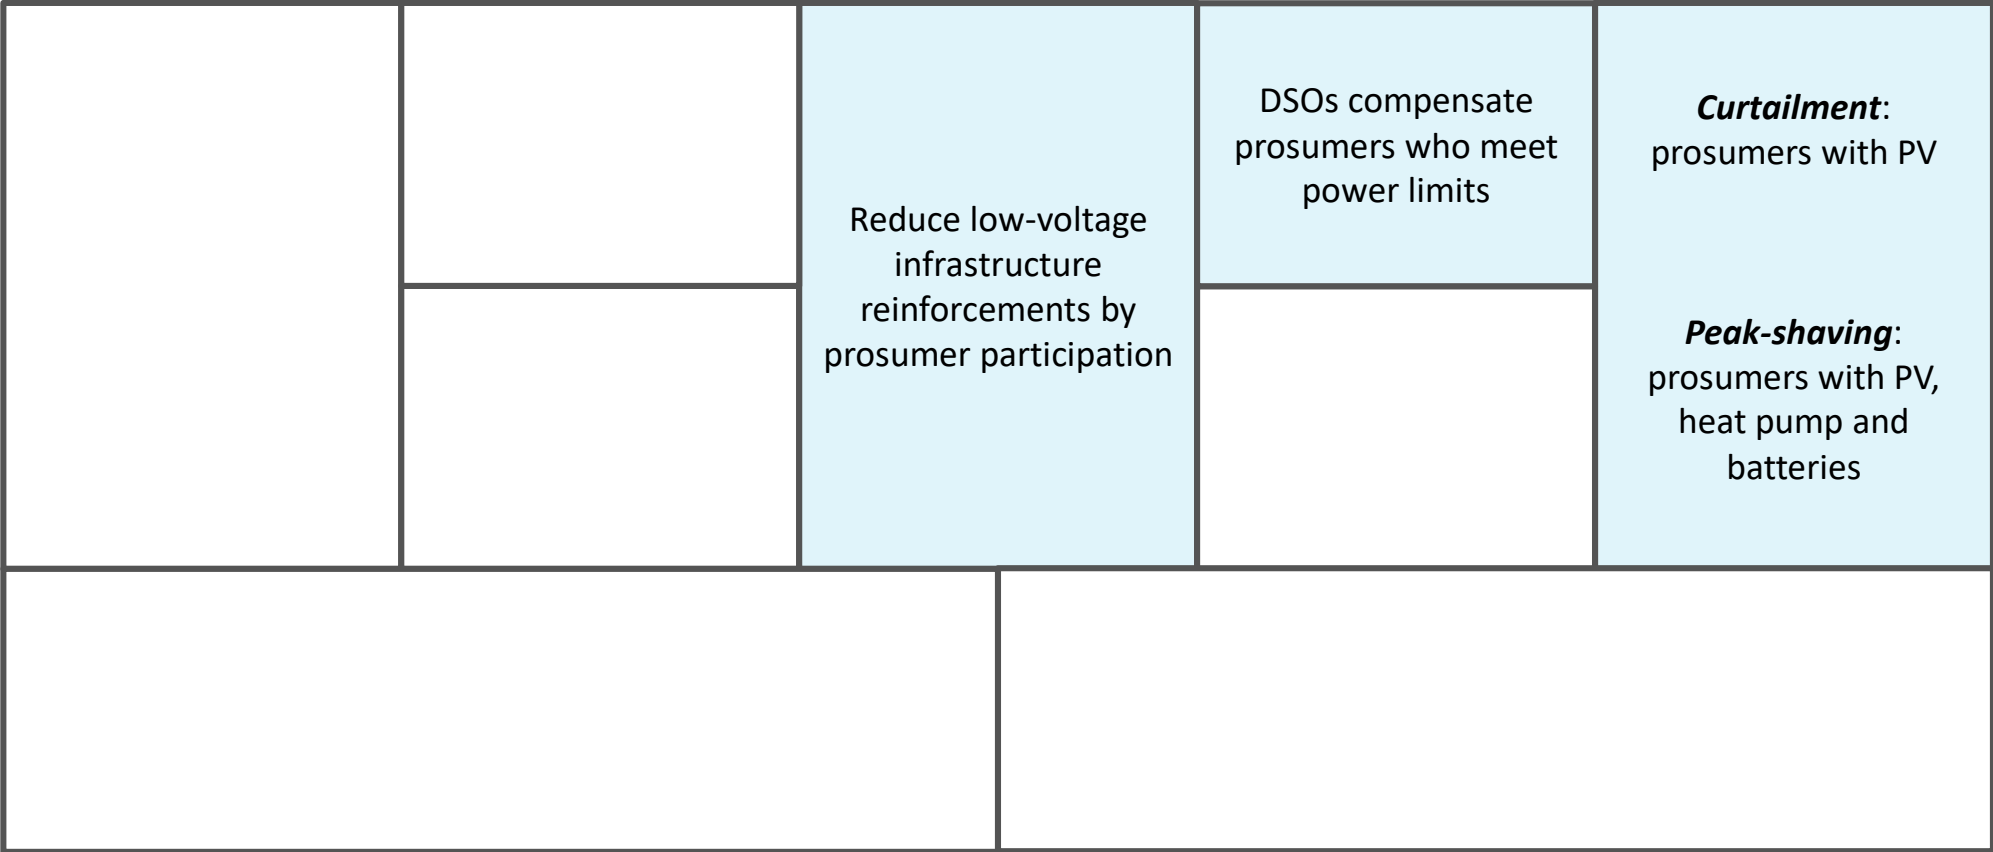 Reduce low-voltage
infrastructure
reinforcements by
prosumer participation
DSOs compensate
prosumers who meet
power limits
Curtailment:
prosumers with PV
Peak-shaving:
prosumers with PV,
heat pump and
batteries